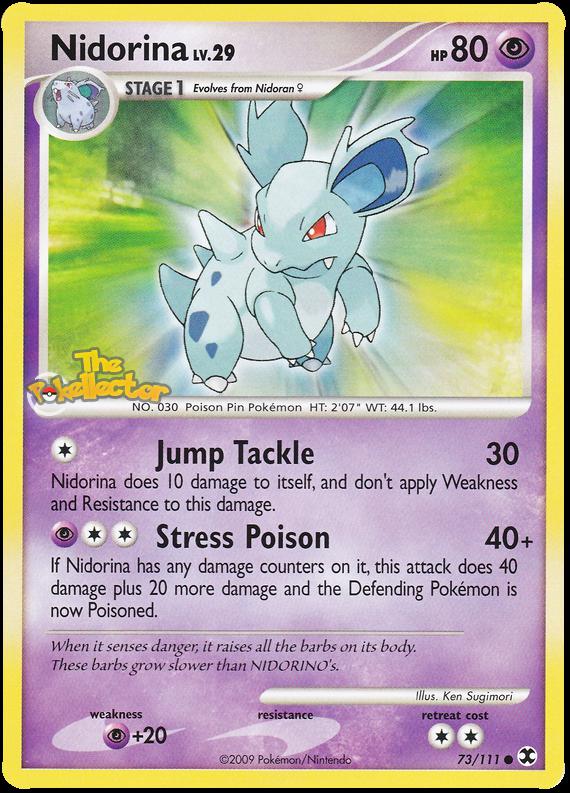 Nidorina LV.29 HP 80
STAGE 1 Evolves from Nidoran♀
The
Pokellector
NO. 030 Poison Pin Pokémon HT: 2'07" WT: 44.1 lbs.
Jump Tackle 30
Nidorina does 10 damage to itself, and don't apply Weakness
and Resistance to this damage.
Stress Poison 40+
If Nidorina has any damage counters on it, this attack does 40
damage plus 20 more damage and the Defending Pokémon is
now Poisoned.
When it senses danger, it raises all the barbs on its body.
These barbs grow slower than NIDORINO's.
Illus. Ken Sugimori
weakness resistance retreat cost
+20
©2009 Pokémon/Nintendo 73/111